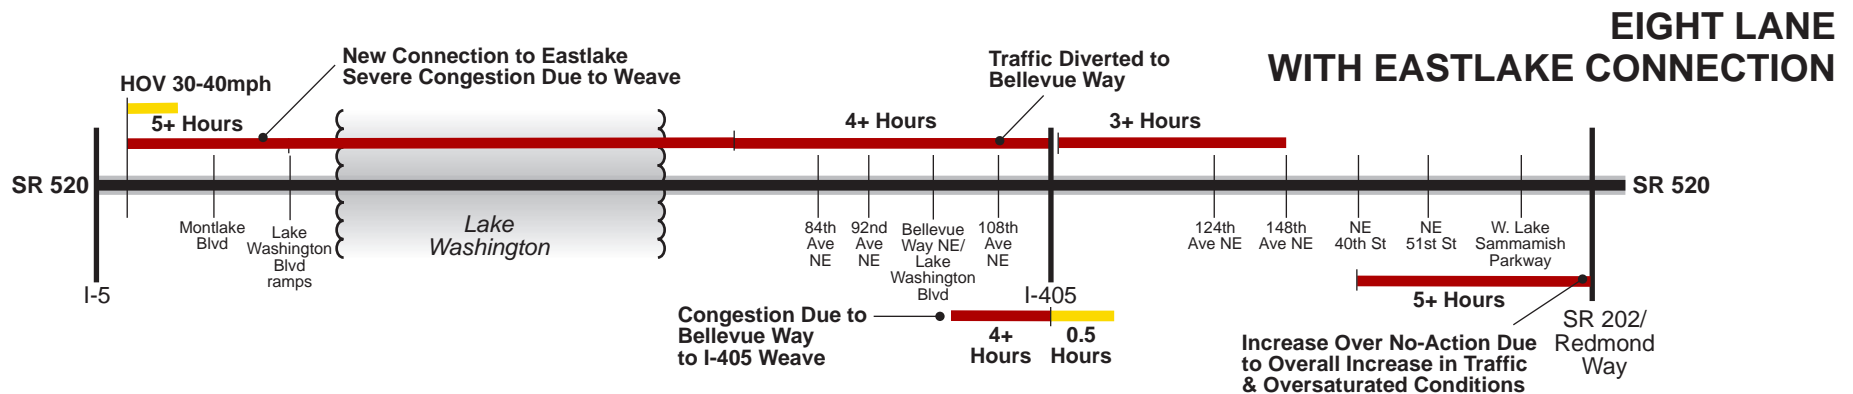 EIGHT LANE
WITH EASTLAKE CONNECTION
New Connection to Eastlake
Severe Congestion Due to Weave
Traffic Diverted to
Bellevue Way
HOV 30-40mph
5+ Hours
4+ Hours
3+ Hours
SR 520
SR 520
Montlake
Blvd
Lake
Washington
Blvd
ramps
Lake
Washington
84th
Ave
NE
92nd
Ave
NE
Bellevue
Way NE/
Lake
Washington
Blvd
108th
Ave
NE
124th
Ave NE
148th
Ave NE
NE
40th St
NE
51st St
W. Lake
Sammamish
Parkway
I-5
I-405
5+ Hours
Congestion Due to
Bellevue Way
to I-405 Weave
4+
Hours
0.5
Hours
Increase Over No-Action Due
to Overall Increase in Traffic
& Oversaturated Conditions
SR 202/
Redmond
Way